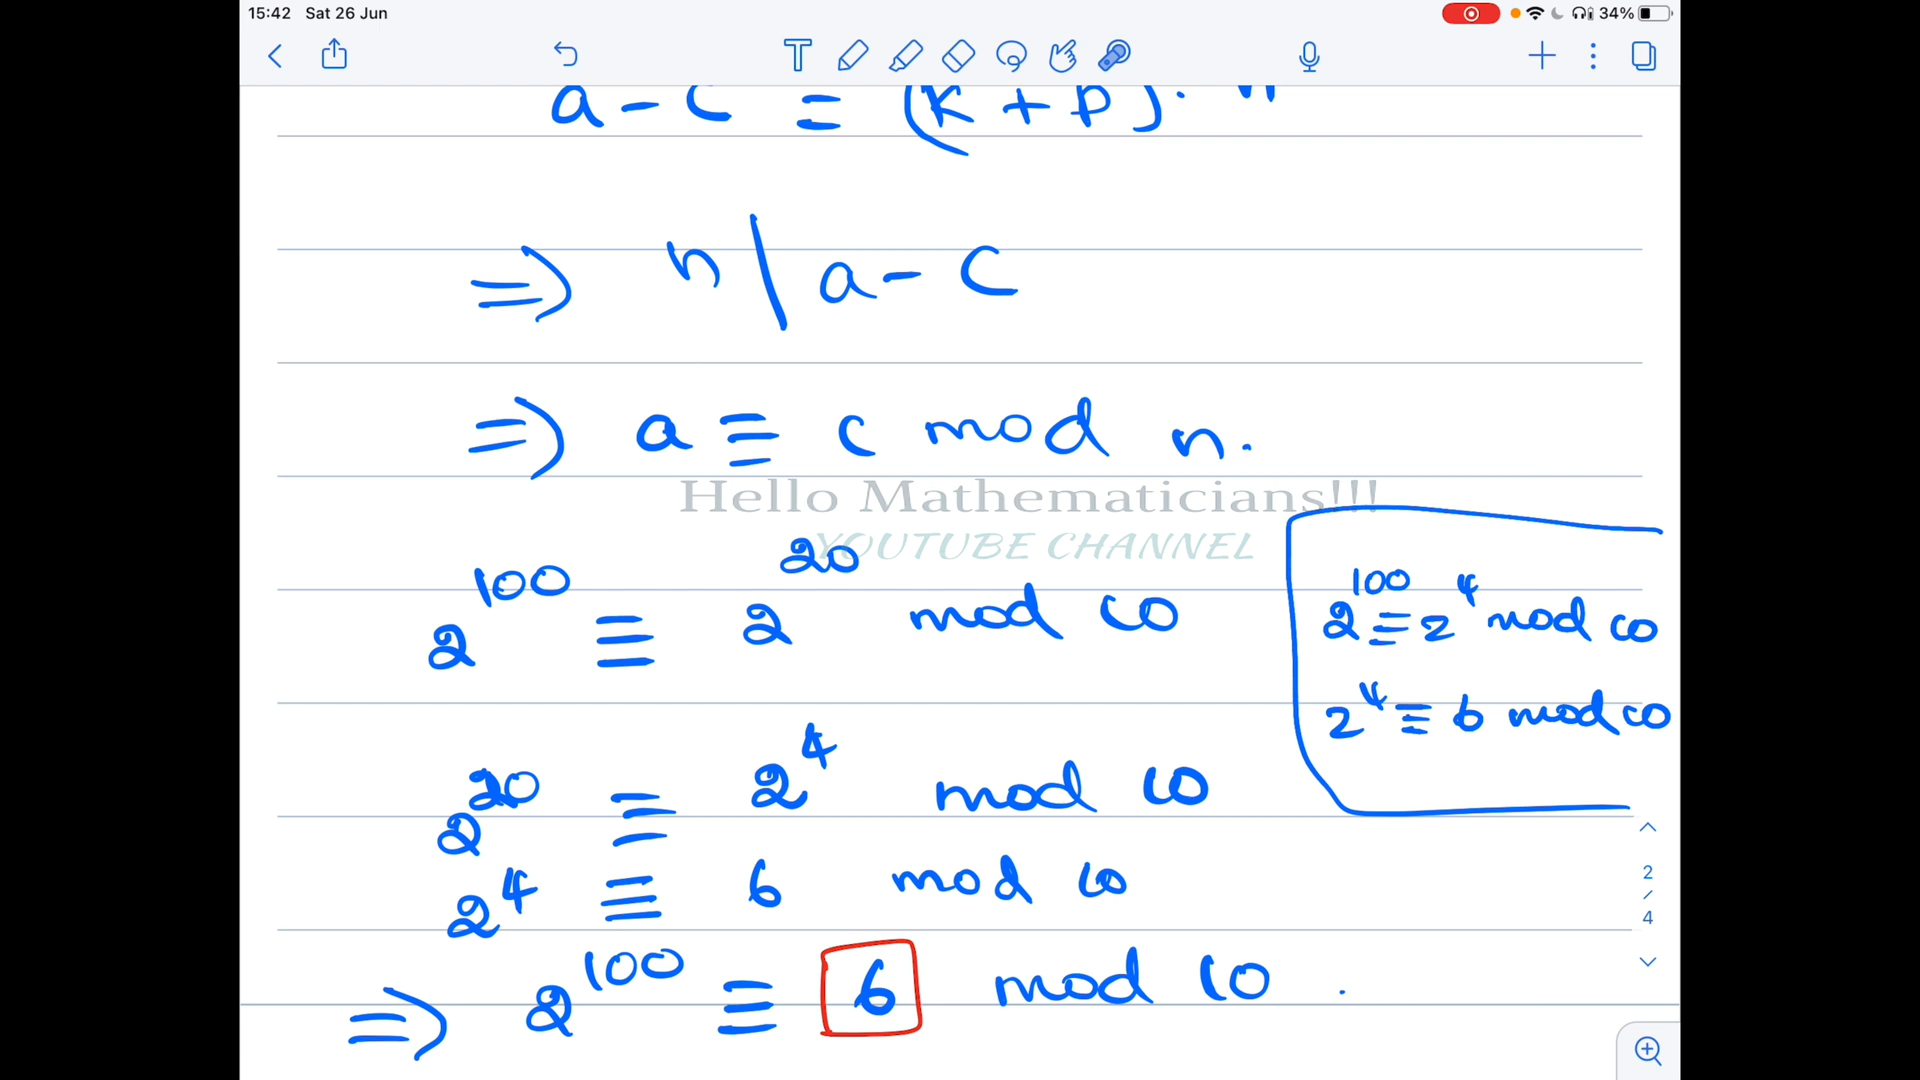 15:42 Sat 26 Jun
34%
a - c = (k + p). n
⇒ n | a - c
⇒ a ≡ c mod n.
Hello Mathematicians!!!
YOUTUBE CHANNEL
2^100 ≡ 2^20 mod 10
2^20 ≡ 2^4 mod 10
2^4 ≡ 6 mod 10
⇒ 2^100 ≡ 6 mod 10 .
2^100 ≡ 2^4 mod 10
2^4 ≡ 6 mod 10
2
/
4